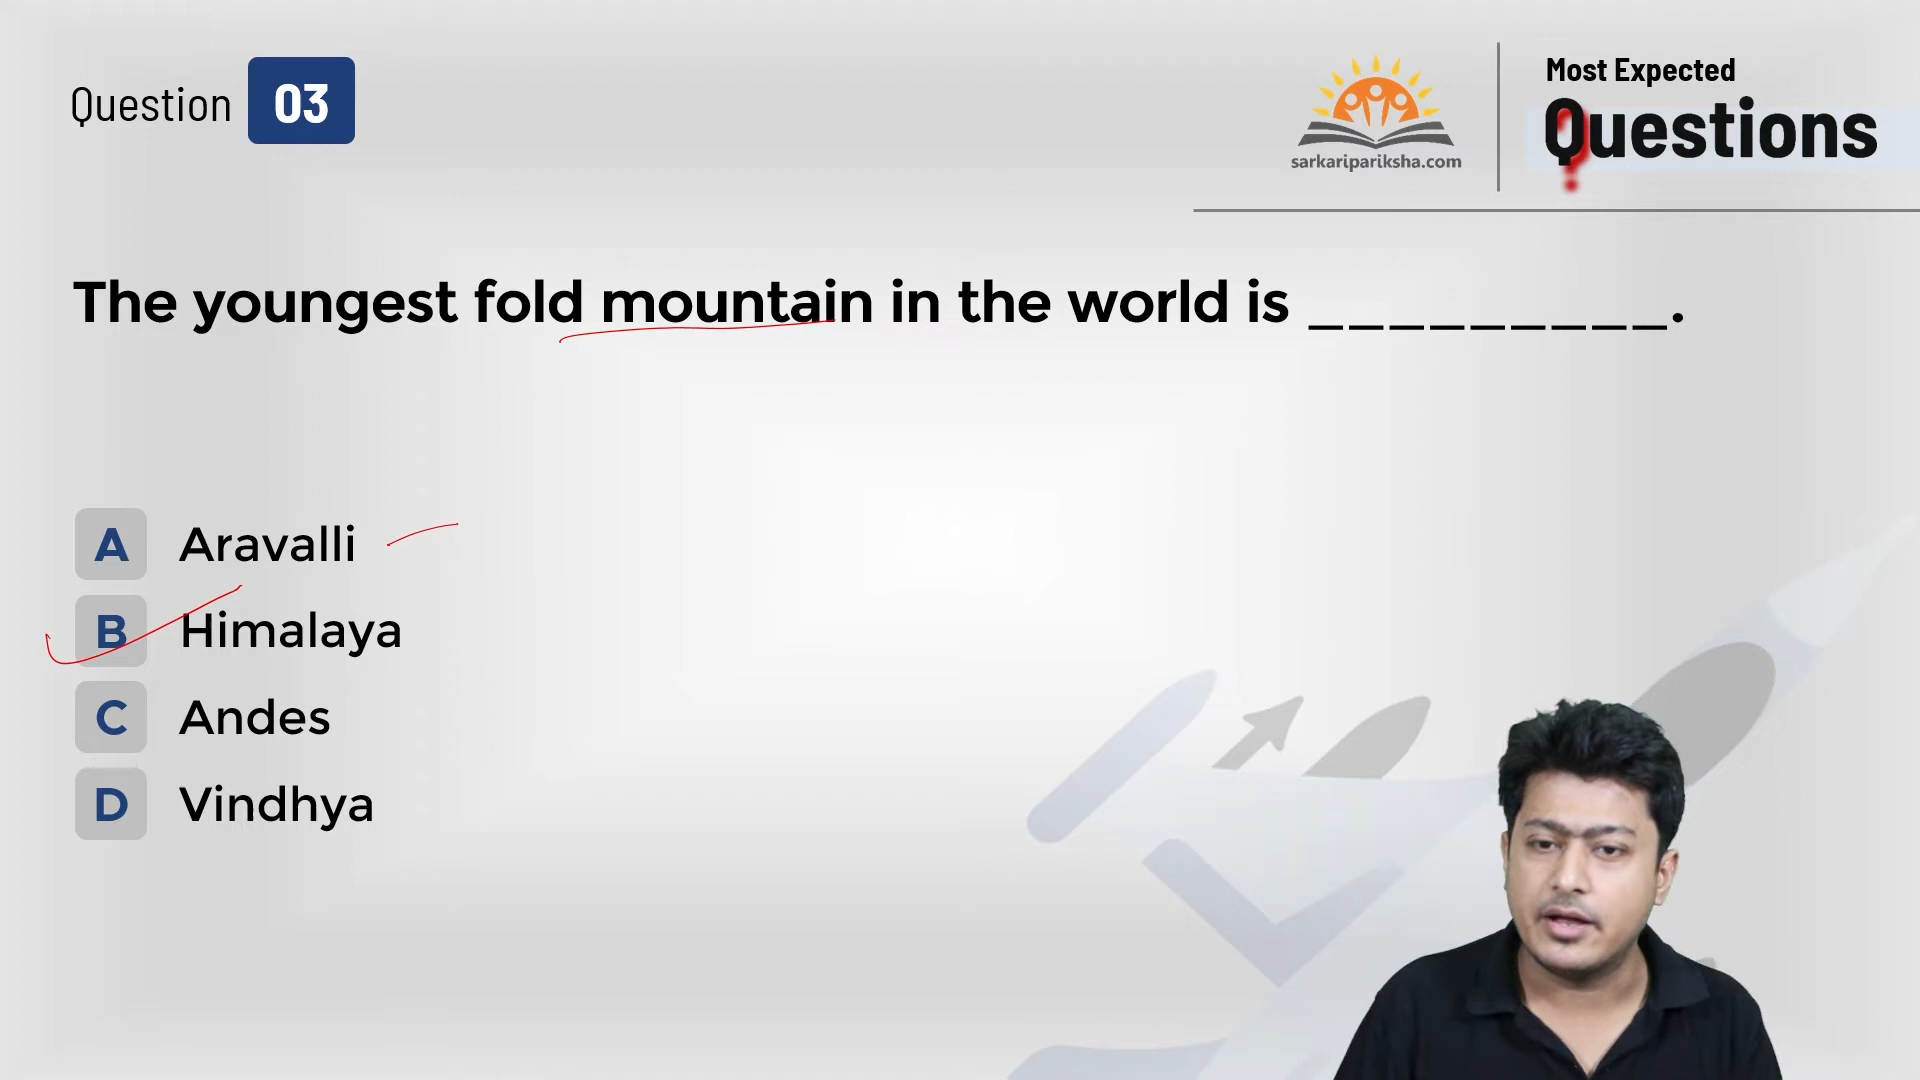 Question 03
sarkaripariksha.com
Most Expected
Questions
The youngest fold mountain in the world is _________.
A Aravalli
B Himalaya
C Andes
D Vindhya